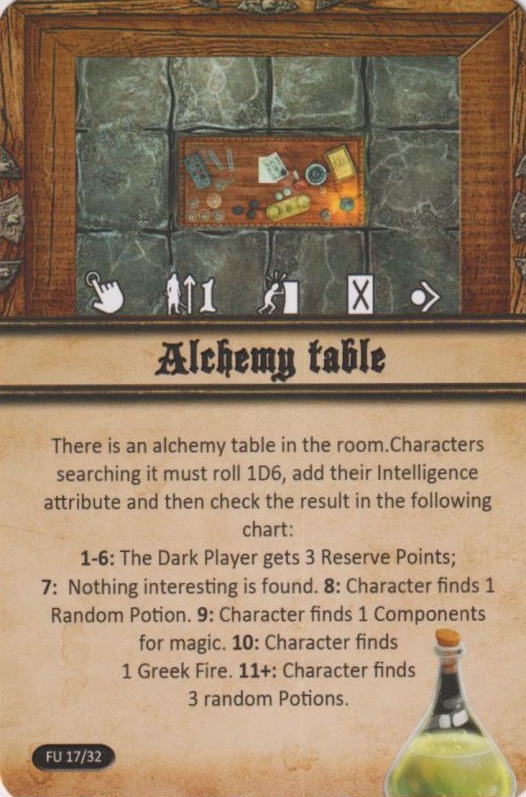 1
Alchemy table
There is an alchemy table in the room.Characters
searching it must roll 1D6, add their Intelligence
attribute and then check the result in the following
chart:
1-6: The Dark Player gets 3 Reserve Points;
7: Nothing interesting is found. 8: Character finds 1
Random Potion. 9: Character finds 1 Components
for magic. 10: Character finds
1 Greek Fire. 11+: Character finds
3 random Potions.
FU 17/32